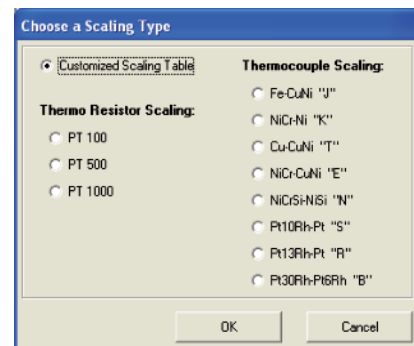 Choose a Scaling Type
Customized Scaling Table
Thermo Resistor Scaling:
PT 100
PT 500
PT 1000
Thermocouple Scaling:
Fe-CuNi "J"
NiCr-Ni "K"
Cu-CuNi "T"
NiCr-CuNi "E"
NiCrSi-NiSi "N"
Pt10Rh-Pt "S"
Pt13Rh-Pt "R"
Pt30Rh-Pt6Rh "B"
OK
Cancel